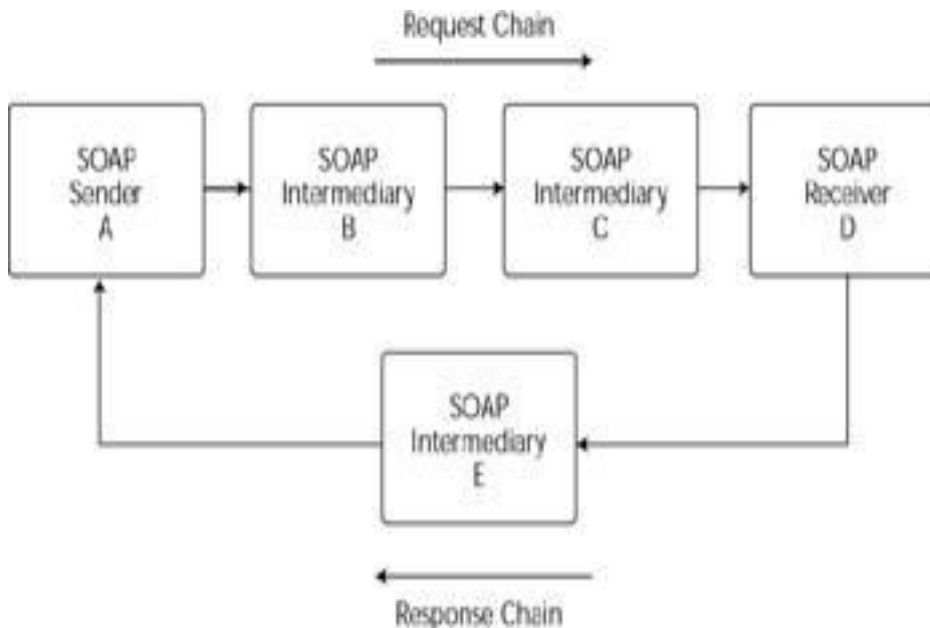 Request Chain
SOAP
Sender
A
SOAP
Intermediary
B
SOAP
Intermediary
C
SOAP
Receiver
D
SOAP
Intermediary
E
Response Chain